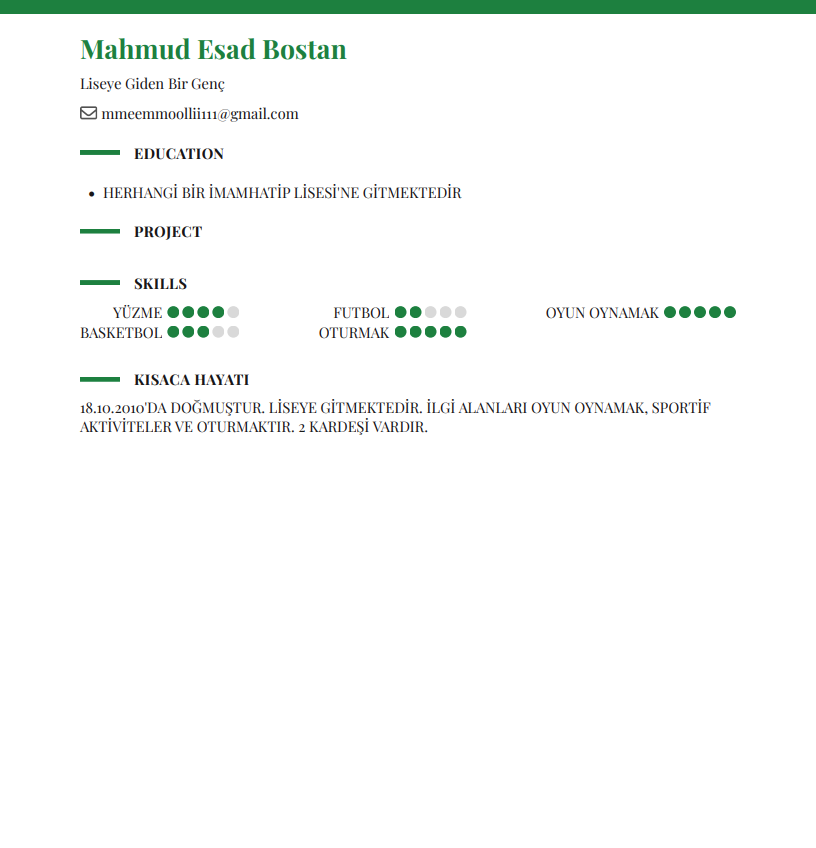 Mahmud Esad Bostan
Liseye Giden Bir Genç
mmeemmoollii111@gmail.com
EDUCATION
• HERHANGİ BİR İMAMHATİP LİSESİ'NE GİTMEKTEDİR
PROJECT
SKILLS
YÜZME FUTBOL OYUN OYNAMAK
BASKETBOL OTURMAK
KISACA HAYATI
18.10.2010'DA DOĞMUŞTUR. LİSEYE GİTMEKTEDİR. İLGİ ALANLARI OYUN OYNAMAK, SPORTİF
AKTİVİTELER VE OTURMAKTIR. 2 KARDEŞİ VARDIR.